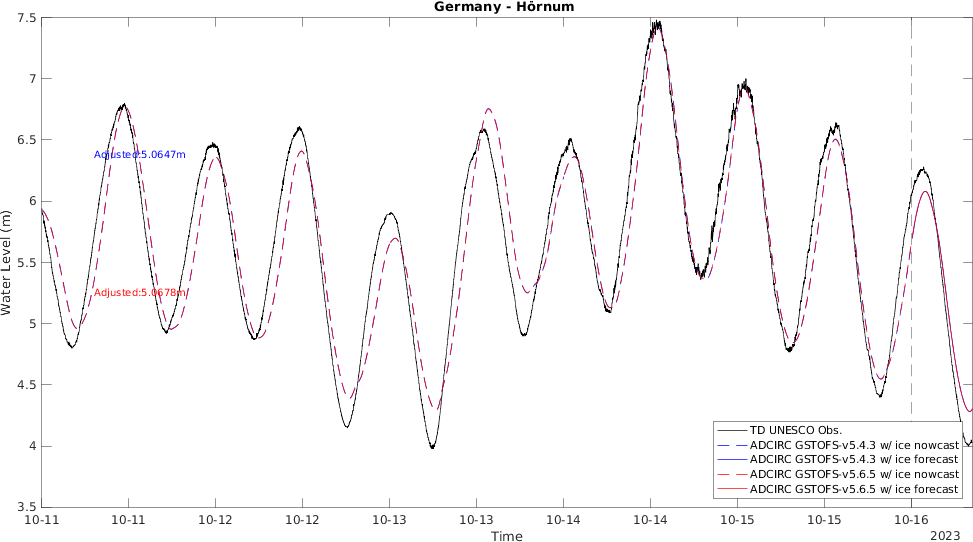 Germany - Hörnum
7.5
7
6.5
6
5.5
5
4.5
4
3.5
Water Level (m)
Adjusted:5.0647m
Adjusted:5.0678m
TD UNESCO Obs.
ADCIRC GSTOFS-v5.4.3 w/ ice nowcast
ADCIRC GSTOFS-v5.4.3 w/ ice forecast
ADCIRC GSTOFS-v5.6.5 w/ ice nowcast
ADCIRC GSTOFS-v5.6.5 w/ ice forecast
10-11 10-11 10-12 10-12 10-13 10-13 10-14 10-14 10-15 10-15 10-16
2023
Time